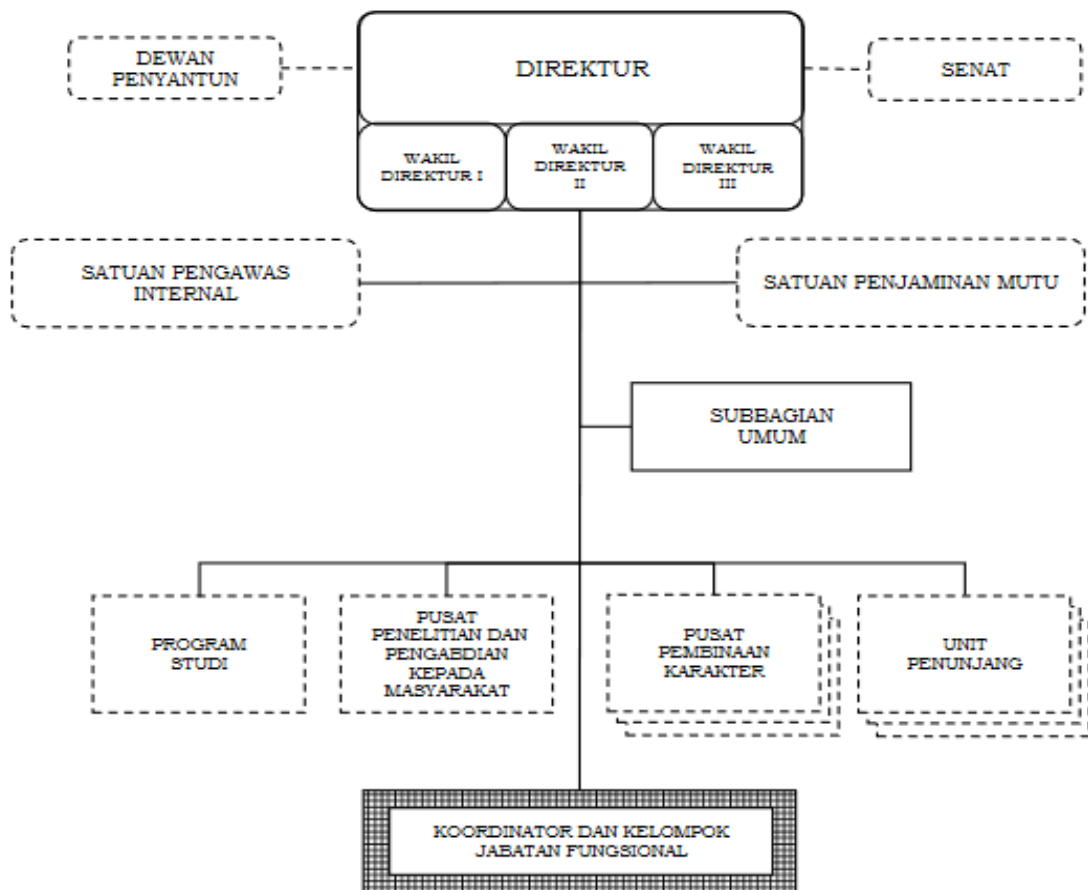 DEWAN
PENYANTUN
DIREKTUR
SENAT
WAKIL
DIREKTUR I
WAKIL
DIREKTUR
II
WAKIL
DIREKTUR
III
SATUAN PENGAWAS
INTERNAL
SATUAN PENJAMINAN MUTU
SUBBAGIAN
UMUM
PROGRAM
STUDI
PUSAT
PENELITIAN DAN
PENGABDIAN
KEPADA
MASYARAKAT
PUSAT
PEMBINAAN
KARAKTER
UNIT
PENUNJANG
KOORDINATOR DAN KELOMPOK
JABATAN FUNGSIONAL